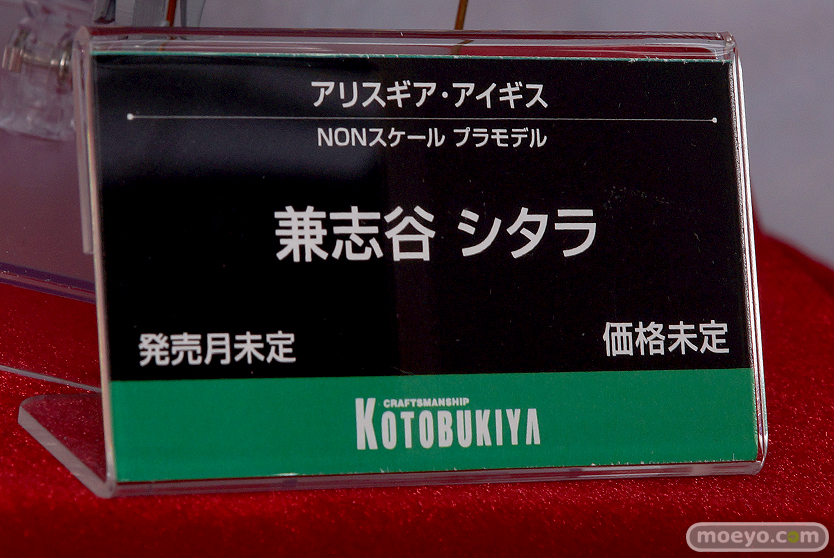 アリスギア・アイギス
NONスケール プラモデル
兼志谷 シタラ
発売月未定
価格未定
CRAFTSMANSHIP
KOTOBUKIYA
moeyo.com